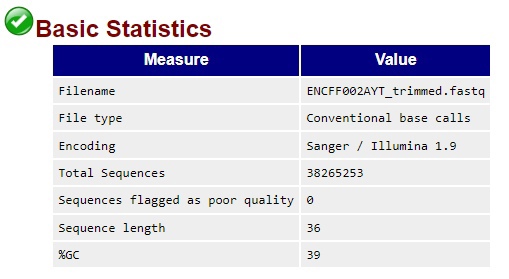 Basic Statistics
Measure Value
Filename ENCFF002AYT_trimmed.fastq
File type Conventional base calls
Encoding Sanger / Illumina 1.9
Total Sequences 38265253
Sequences flagged as poor quality 0
Sequence length 36
%GC 39